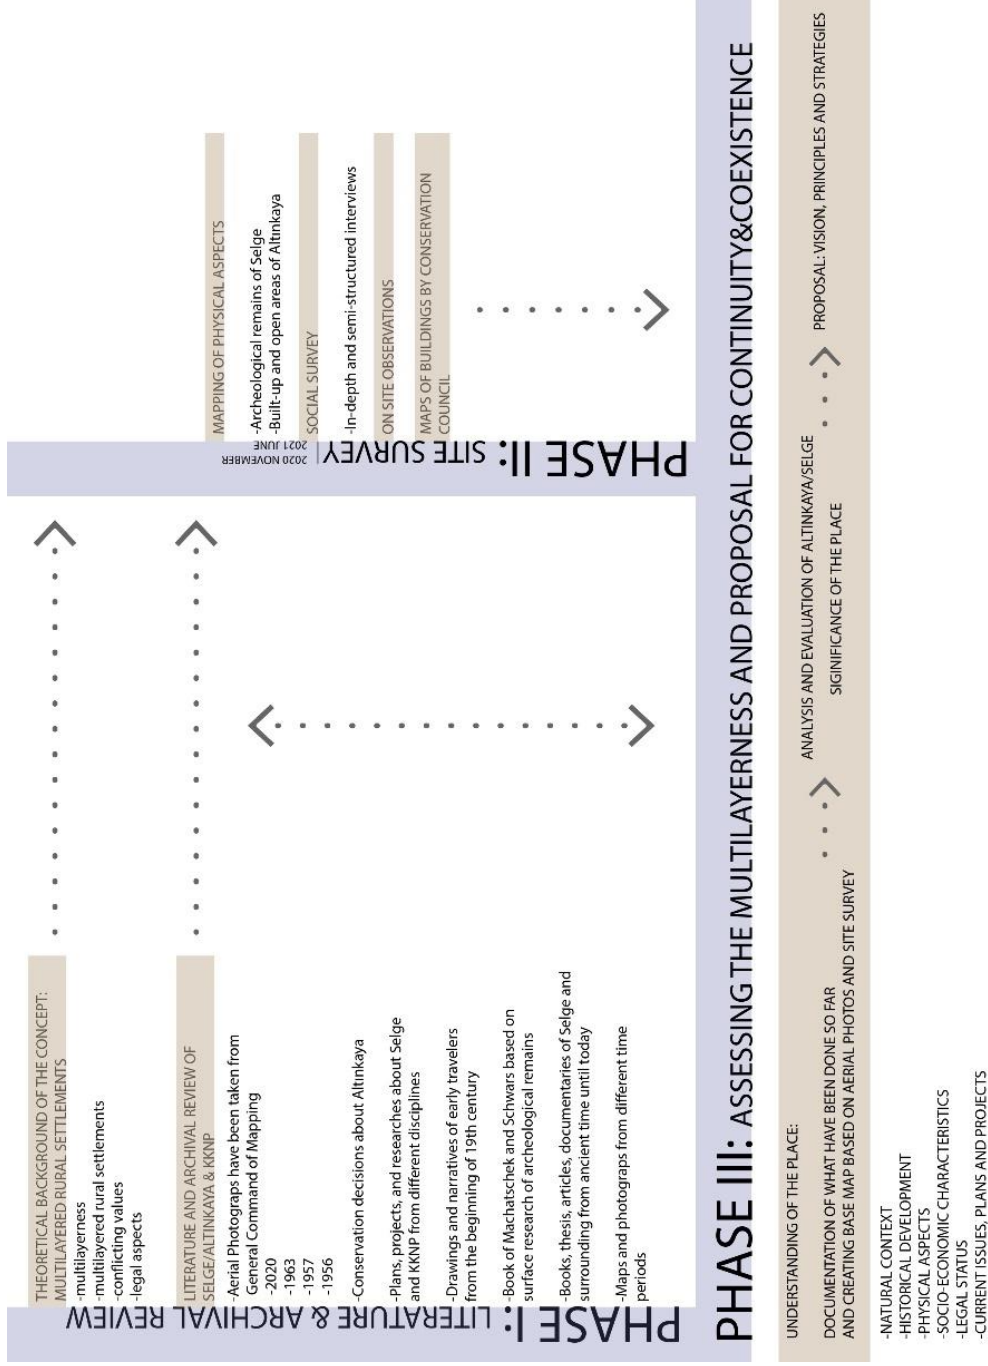 PHASE I: LITERATURE & ARCHIVAL REVIEW
THEORETICAL BACKGROUND OF THE CONCEPT:
MULTILAYERED RURAL SETTLEMENTS
-multilayerness
-multilayered rural settlements
-conflicting values
-legal aspects
LITERATURE AND ARCHIVAL REVIEW OF
SELGE/ALTINKAYA & KKNP
-Aerial Photograps have been taken from
General Command of Mapping
-2020
-1963
-1957
-1956
-Conservation decisions about Altınkaya
-Plans, projects, and researches about Selge
and KKNP from different disciplines
-Drawings and narratives of early travelers
from the beginning of 19th century
-Book of Machatschek and Schwars based on
surface research of archeological remains
-Books, thesis, articles, documentaries of Selge and
surrounding from ancient time until today
-Maps and photograps from different time
periods
PHASE II: SITE SURVEY
2020 NOVEMBER
2021 JUNE
MAPPING OF PHYSICAL ASPECTS
-Archeological remains of Selge
-Built-up and open areas of Altınkaya
SOCIAL SURVEY
-In-depth and semi-structured interviews
ON SITE OBSERVATIONS
MAPS OF BUILDINGS BY CONSERVATION
COUNCIL
PHASE III: ASSESSING THE MULTILAYERNESS AND PROPOSAL FOR CONTINUITY&COEXISTENCE
UNDERSTANDING OF THE PLACE:
DOCUMENTATION OF WHAT HAVE BEEN DONE SO FAR
AND CREATING BASE MAP BASED ON AERIAL PHOTOS AND SITE SURVEY
ANALYSIS AND EVALUATION OF ALTINKAYA/SELGE
SIGINIFICANCE OF THE PLACE
PROPOSAL: VISION, PRINCIPLES AND STRATEGIES
-NATURAL CONTEXT
-HISTORICAL DEVELOPMENT
-PHYSICAL ASPECTS
-SOCIO-ECONOMIC CHARACTERISTICS
-LEGAL STATUS
-CURRENT ISSUES, PLANS AND PROJECTS